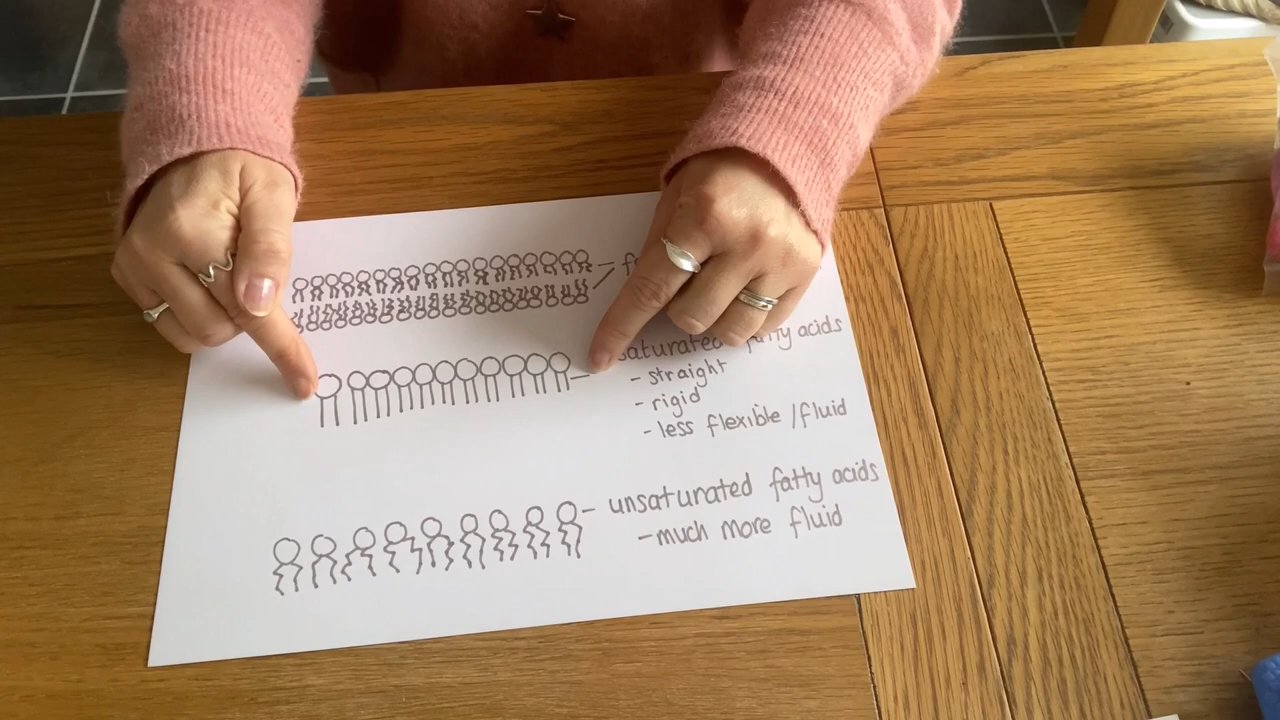 saturated fatty acids
- straight
- rigid
- less flexible / fluid
unsaturated fatty acids
- much more fluid